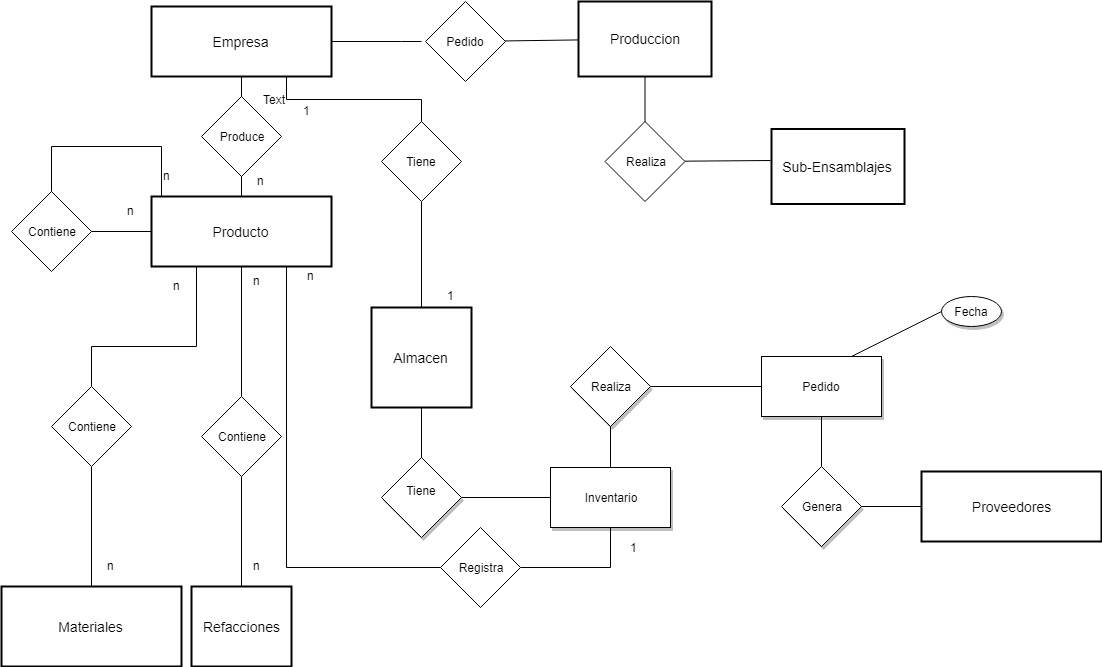 Empresa
Pedido
Produccion
Text
1
Produce
Tiene
Realiza
Sub-Ensamblajes
n
n
n
Contiene
Producto
n
n
n
1
Fecha
Almacen
Realiza
Pedido
Contiene
Contiene
Tiene
Inventario
Genera
Proveedores
1
n
n
Registra
Materiales
Refacciones